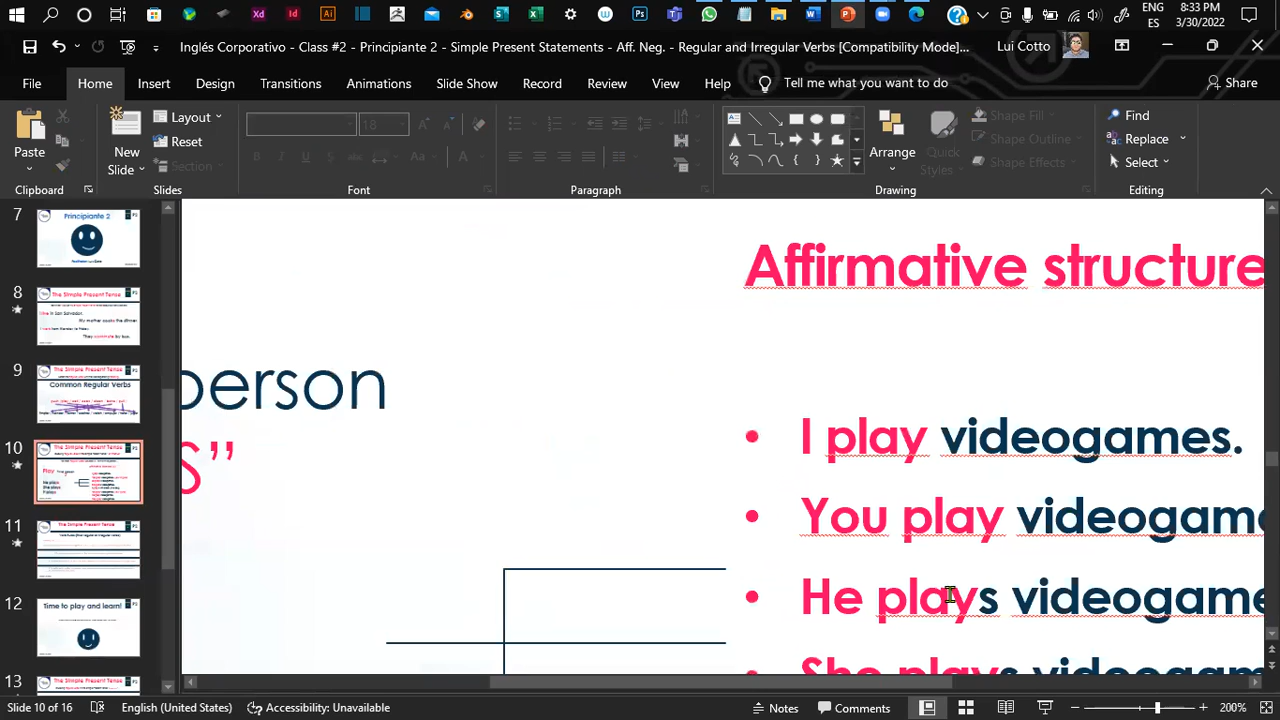 ENG
8:33 PM
ES
3/30/2022
Inglés Corporativo - Class #2 - Principiante 2 - Simple Present Statements - Aff. Neg. - Regular and Irregular Verbs [Compatibility Mode]...
Lui Cotto
File Home Insert Design Transitions Animations Slide Show Record Review View Help Tell me what you want to do Share
Paste
New
Slide
Layout
Reset
Section
18
Arrange
Quick
Styles
Shape Fill
Shape Outline
Shape Effects
Find
Replace
Select
Clipboard Slides Font Paragraph Drawing Editing
7
Principiante 2
8
The Simple Present Tense
9
The Simple Present Tense
Common Regular Verbs
10
The Simple Present Tense
Play
11
The Simple Present Tense
12
Time to play and learn!
13
The Simple Present Tense
Affirmative structure
person
S”
• I play videogames.
• You play videogame
• He plays videogame
She plays videogam
Slide 10 of 16 English (United States) Accessibility: Unavailable Notes Comments 200%